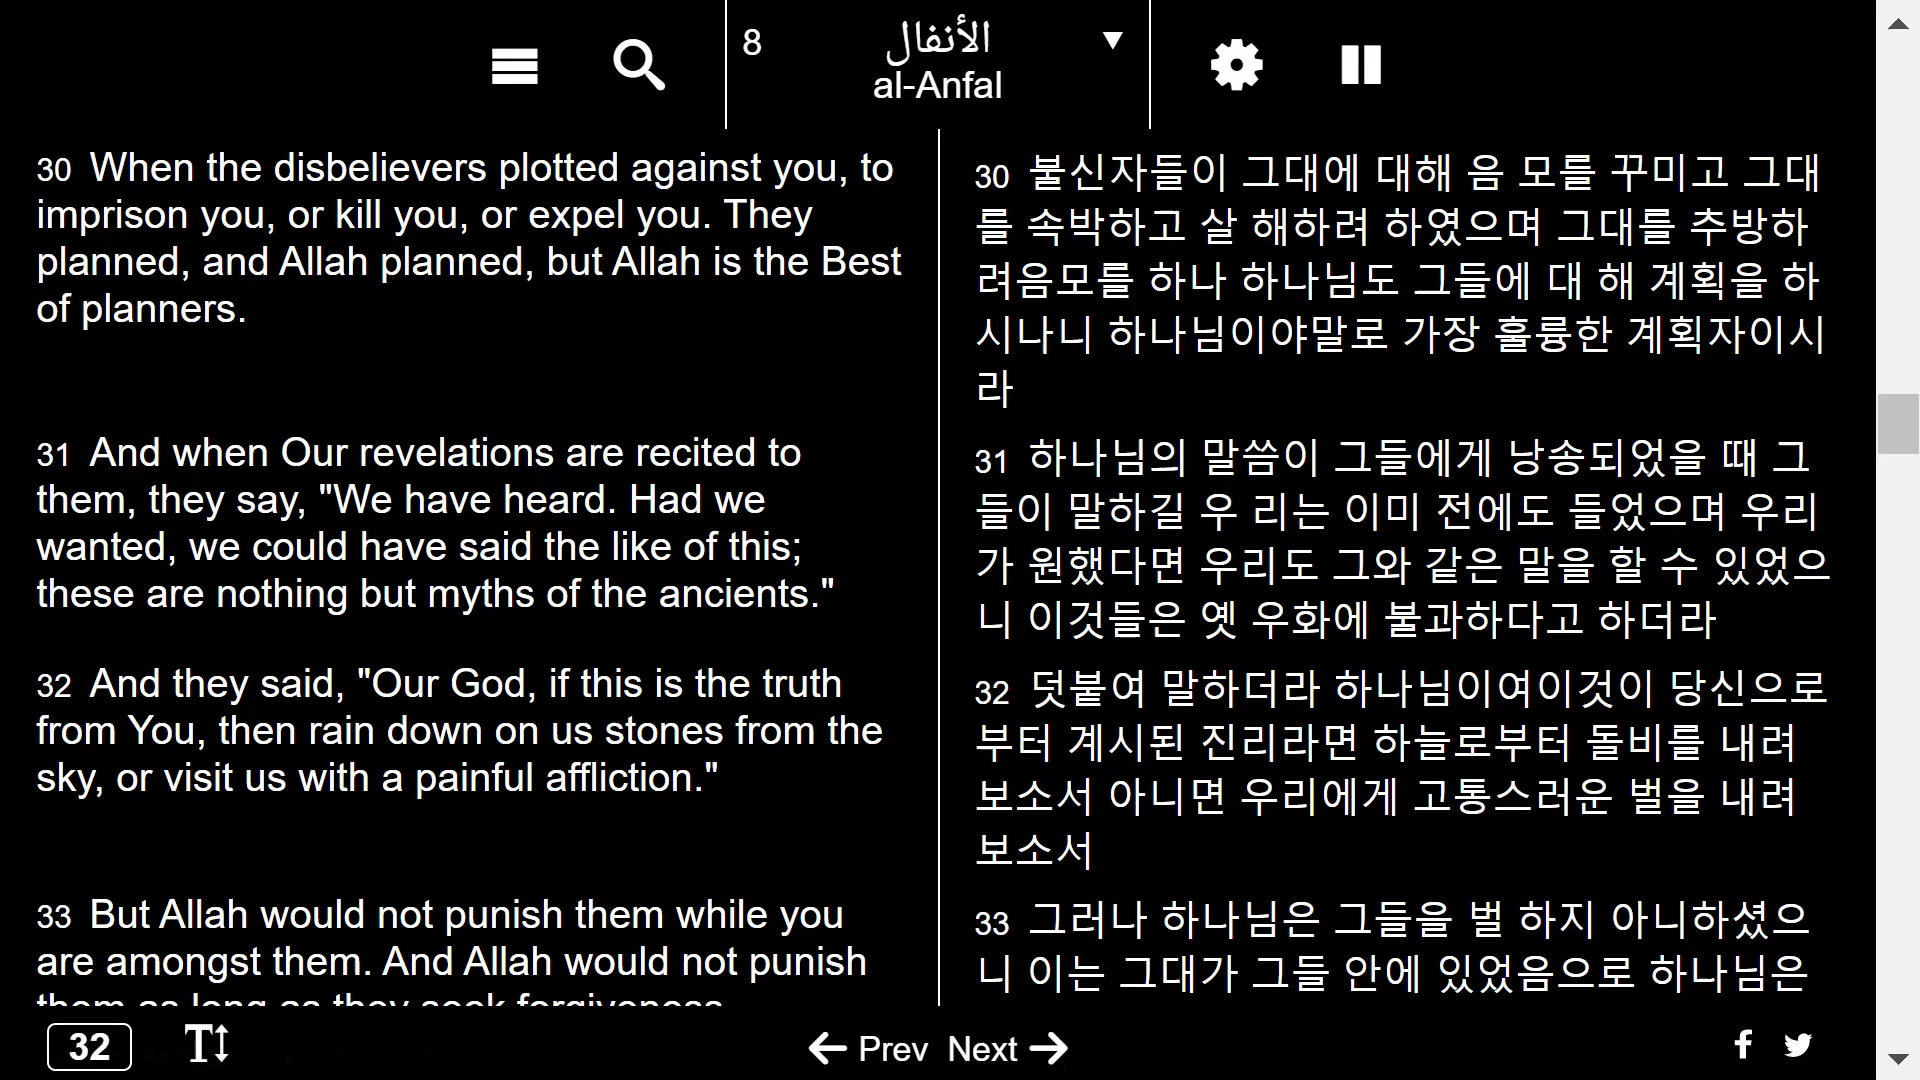 8
الأنفال
al-Anfal
30 When the disbelievers plotted against you, to
imprison you, or kill you, or expel you. They
planned, and Allah planned, but Allah is the Best
of planners.
31 And when Our revelations are recited to
them, they say, "We have heard. Had we
wanted, we could have said the like of this;
these are nothing but myths of the ancients."
32 And they said, "Our God, if this is the truth
from You, then rain down on us stones from the
sky, or visit us with a painful affliction."
33 But Allah would not punish them while you
are amongst them. And Allah would not punish
them as long as they seek forgiveness.
30 불신자들이 그대에 대해 음 모를 꾸미고 그대
를 속박하고 살 해하려 하였으며 그대를 추방하
려음모를 하나 하나님도 그들에 대 해 계획을 하
시나니 하나님이야말로 가장 훌륭한 계획자이시
라
31 하나님의 말씀이 그들에게 낭송되었을 때 그
들이 말하길 우 리는 이미 전에도 들었으며 우리
가 원했다면 우리도 그와 같은 말을 할 수 있었으
니 이것들은 옛 우화에 불과하다고 하더라
32 덧붙여 말하더라 하나님이여이것이 당신으로
부터 계시된 진리라면 하늘로부터 돌비를 내려
보소서 아니면 우리에게 고통스러운 벌을 내려
보소서
33 그러나 하나님은 그들을 벌 하지 아니하셨으
니 이는 그대가 그들 안에 있었음으로 하나님은
32
Prev Next